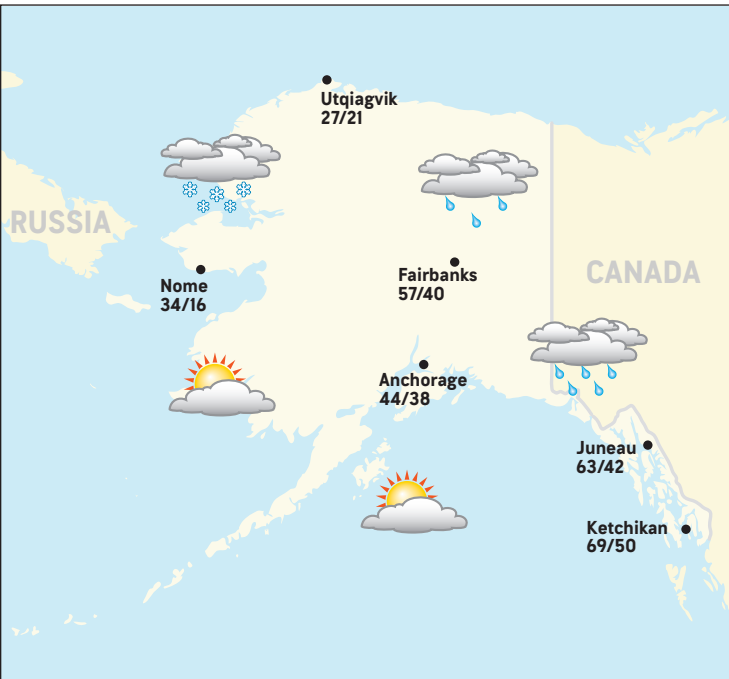 Utqiagvik
27/21
RUSSIA
Nome
34/16
Fairbanks
57/40
CANADA
Anchorage
44/38
Juneau
63/42
Ketchikan
69/50